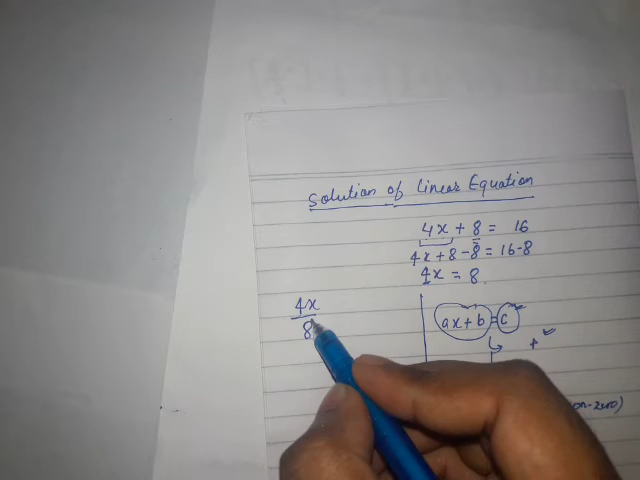 Solution of Linear Equation
4x + 8 = 16
4x + 8 - 8 = 16 - 8
4x = 8
4x
8
ax + b = c
+